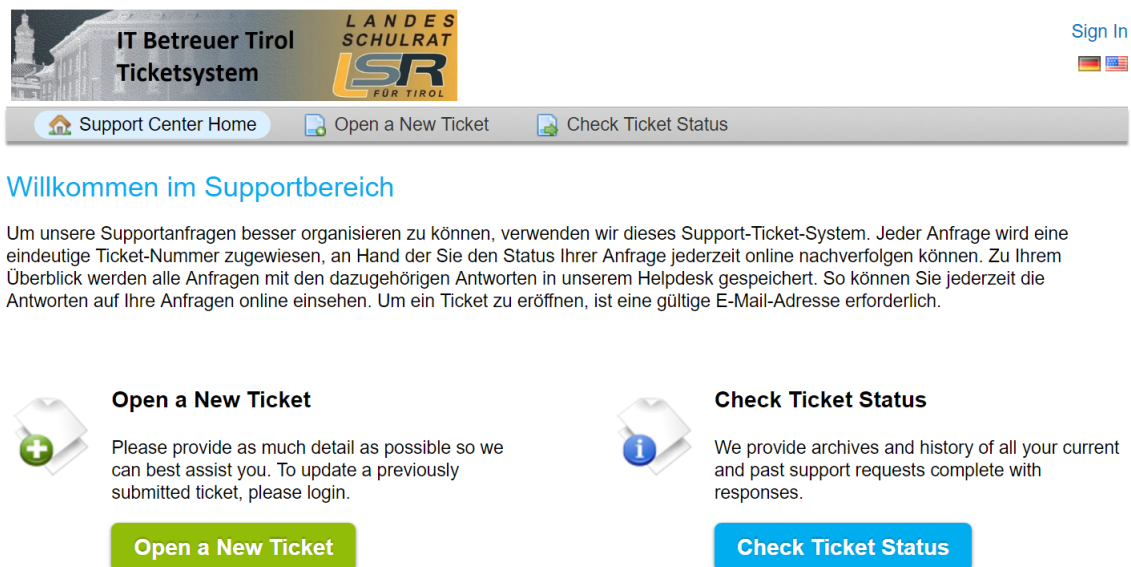 IT Betreuer Tirol
Ticketsystem
LANDES
SCHULRAT
LSR
FÜR TIROL
Sign In
Support Center Home
Open a New Ticket
Check Ticket Status
Willkommen im Supportbereich
Um unsere Supportanfragen besser organisieren zu können, verwenden wir dieses Support-Ticket-System. Jeder Anfrage wird eine
eindeutige Ticket-Nummer zugewiesen, an Hand der Sie den Status Ihrer Anfrage jederzeit online nachverfolgen können. Zu Ihrem
Überblick werden alle Anfragen mit den dazugehörigen Antworten in unserem Helpdesk gespeichert. So können Sie jederzeit die
Antworten auf Ihre Anfragen online einsehen. Um ein Ticket zu eröffnen, ist eine gültige E-Mail-Adresse erforderlich.
Open a New Ticket
Please provide as much detail as possible so we
can best assist you. To update a previously
submitted ticket, please login.
Open a New Ticket
Check Ticket Status
We provide archives and history of all your current
and past support requests complete with
responses.
Check Ticket Status